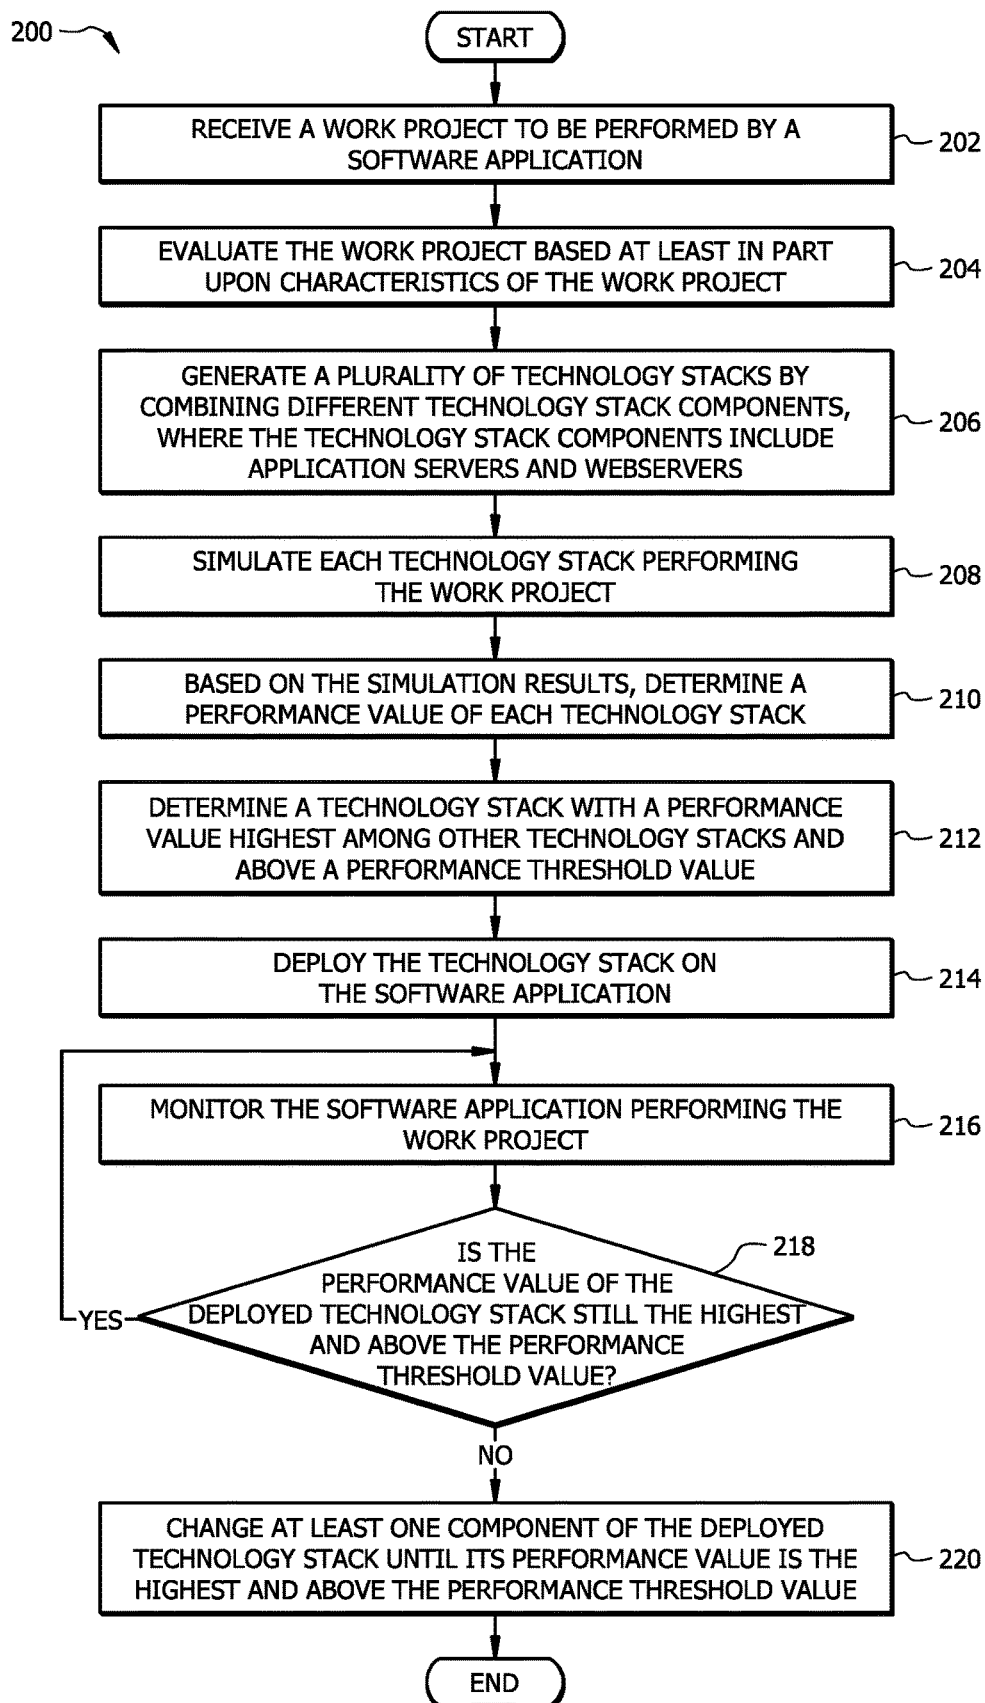 200
START
RECEIVE A WORK PROJECT TO BE PERFORMED BY A
SOFTWARE APPLICATION
202
EVALUATE THE WORK PROJECT BASED AT LEAST IN PART
UPON CHARACTERISTICS OF THE WORK PROJECT
204
GENERATE A PLURALITY OF TECHNOLOGY STACKS BY
COMBINING DIFFERENT TECHNOLOGY STACK COMPONENTS,
WHERE THE TECHNOLOGY STACK COMPONENTS INCLUDE
APPLICATION SERVERS AND WEBSERVERS
206
SIMULATE EACH TECHNOLOGY STACK PERFORMING
THE WORK PROJECT
208
BASED ON THE SIMULATION RESULTS, DETERMINE A
PERFORMANCE VALUE OF EACH TECHNOLOGY STACK
210
DETERMINE A TECHNOLOGY STACK WITH A PERFORMANCE
VALUE HIGHEST AMONG OTHER TECHNOLOGY STACKS AND
ABOVE A PERFORMANCE THRESHOLD VALUE
212
DEPLOY THE TECHNOLOGY STACK ON
THE SOFTWARE APPLICATION
214
MONITOR THE SOFTWARE APPLICATION PERFORMING THE
WORK PROJECT
216
IS THE
PERFORMANCE VALUE OF THE
DEPLOYED TECHNOLOGY STACK STILL THE HIGHEST
AND ABOVE THE PERFORMANCE
THRESHOLD VALUE?
218
YES
NO
CHANGE AT LEAST ONE COMPONENT OF THE DEPLOYED
TECHNOLOGY STACK UNTIL ITS PERFORMANCE VALUE IS THE
HIGHEST AND ABOVE THE PERFORMANCE THRESHOLD VALUE
220
END